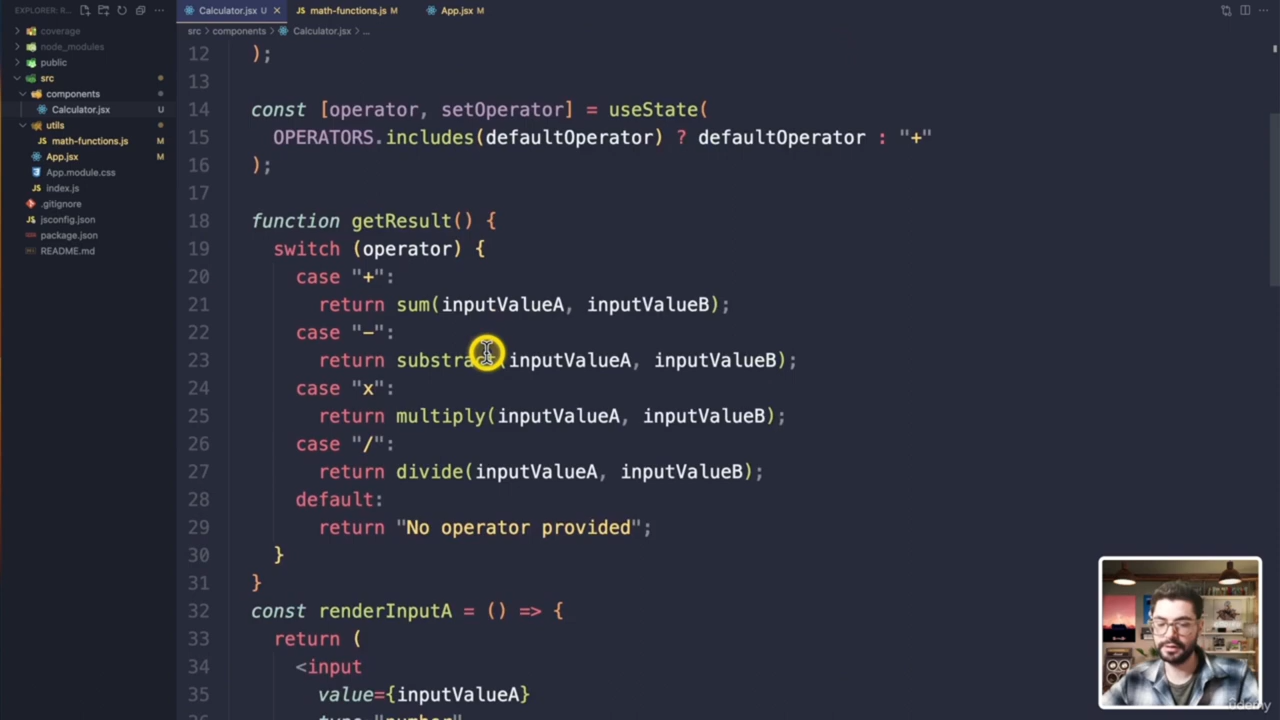 EXPLORER: R...
Calculator.jsx U ×
math-functions.js M
App.jsx M
src > components > Calculator.jsx > ...
coverage
node_modules
public
src
components
Calculator.jsx U
utils
math-functions.js M
App.jsx M
App.module.css
index.js
.gitignore
jsconfig.json
package.json
README.md
12 );
13
14 const [operator, setOperator] = useState(
15 OPERATORS.includes(defaultOperator) ? defaultOperator : "+"
16 );
17
18 function getResult() {
19 switch (operator) {
20 case "+":
21 return sum(inputValueA, inputValueB);
22 case "-":
23 return substract(inputValueA, inputValueB);
24 case "x":
25 return multiply(inputValueA, inputValueB);
26 case "/":
27 return divide(inputValueA, inputValueB);
28 default:
29 return "No operator provided";
30 }
31 }
32 const renderInputA = () => {
33 return (
34 <input
35 value={inputValueA}
type="number"
udemy